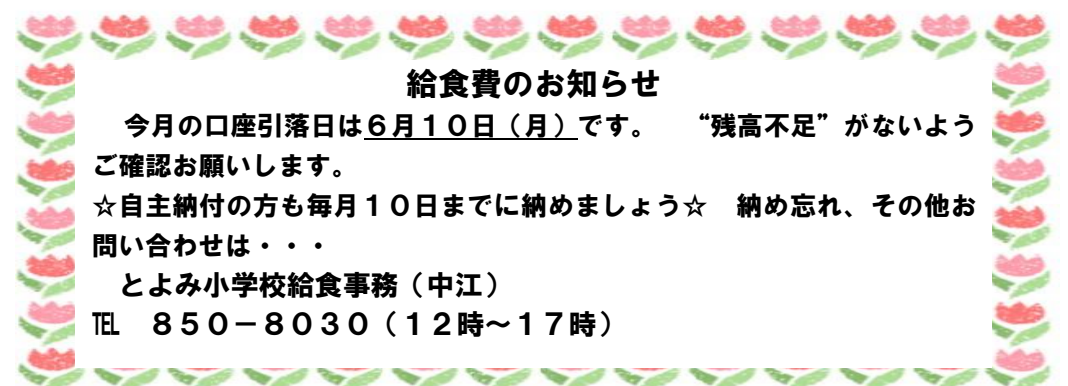 給食費のお知らせ
今月の口座引落日は６月１０日（月）です。　“残高不足”がないよう
ご確認お願いします。
☆自主納付の方も毎月１０日までに納めましょう☆　納め忘れ、その他お
問い合わせは・・・
とよみ小学校給食事務（中江）
℡　８５０－８０３０（１２時～１７時）